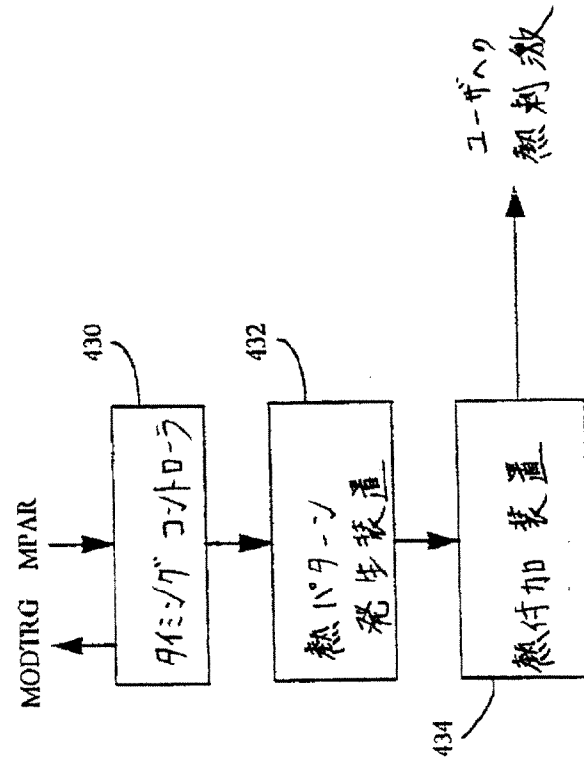 MODTRG MPAR
430
タイミング コントローラ
432
熱パターン
発生装置
434
熱付加 装置
ユーザへの
熱刺激